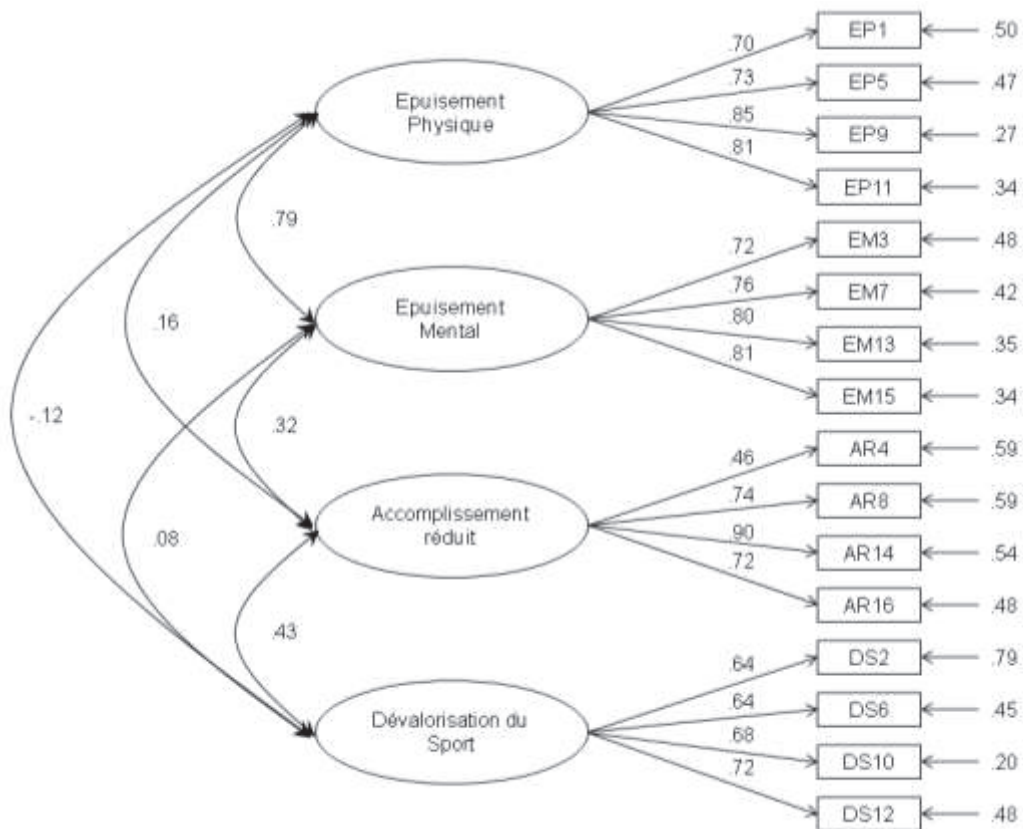 .70
EP1
.50
.73
EP5
.47
Epuisement
Physique
.85
EP9
.27
.81
EP11
.34
.79
.72
EM3
.48
.76
EM7
.42
.16
Epuisement
Mental
.80
EM13
.35
.81
EM15
.34
-.12
.32
.46
AR4
.59
.74
AR8
.59
Accomplissement
réduit
.90
AR14
.54
.08
.72
AR16
.48
.43
.64
DS2
.79
.64
DS6
.45
Dévalorisation du
Sport
.68
DS10
.20
.72
DS12
.48